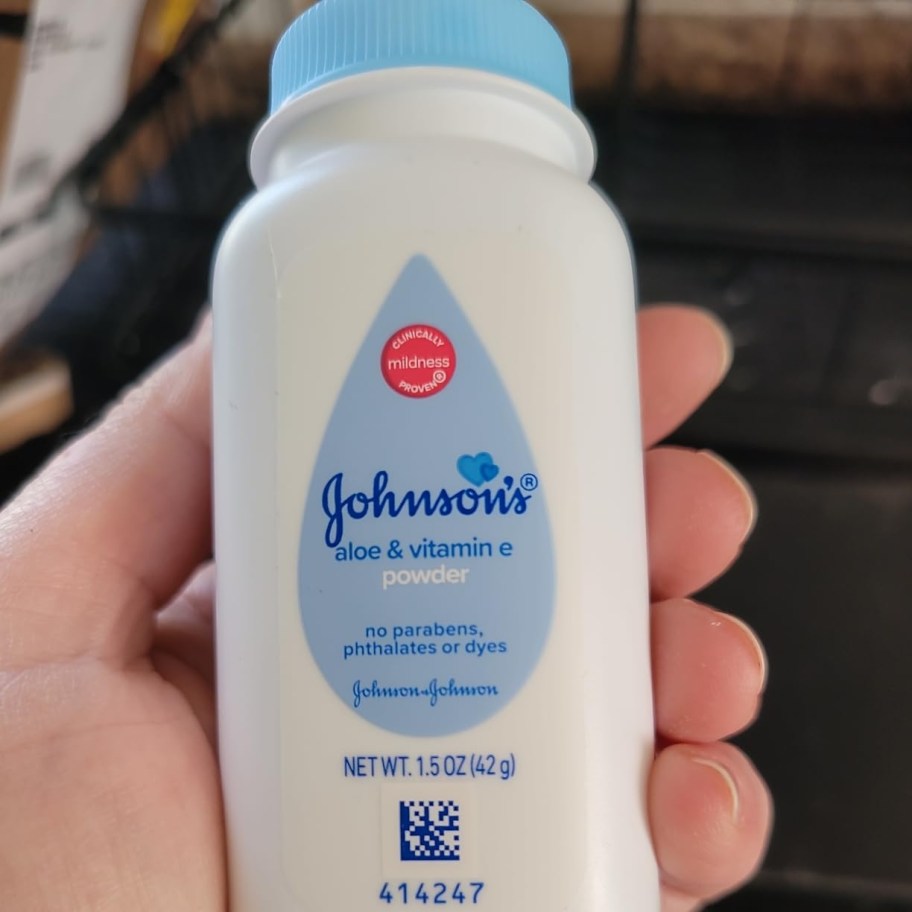 CLINICALLY
mildness
PROVEN®
Johnson's®
aloe & vitamin e
powder
no parabens,
phthalates or dyes
Johnson&Johnson
NET WT. 1.5 OZ (42 g)
414247